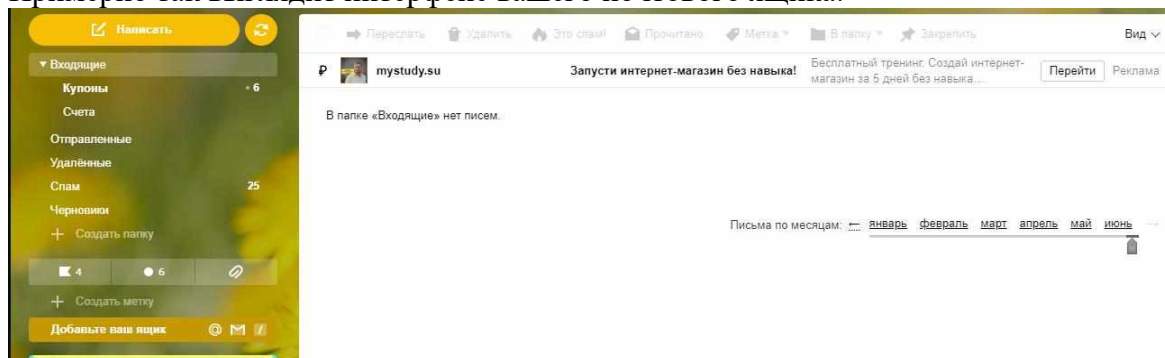 Примерно так выглядит интерфейс вашего почтового ящика:
Написать
Переслать Удалить Это спам! Прочитано Метка В папку Закрепить Вид
Входящие
Купоны 6
Счета
Отправленные
Удалённые
Спам 25
Черновики
+ Создать папку
4 6
+ Создать метку
Добавьте ваш ящик
₽ mystudy.su Запусти интернет-магазин без навыка! Бесплатный тренинг. Создай интернет-
магазин за 5 дней без навыка... Перейти Реклама
В папке «Входящие» нет писем.
Письма по месяцам: ← январь февраль март апрель май июнь →